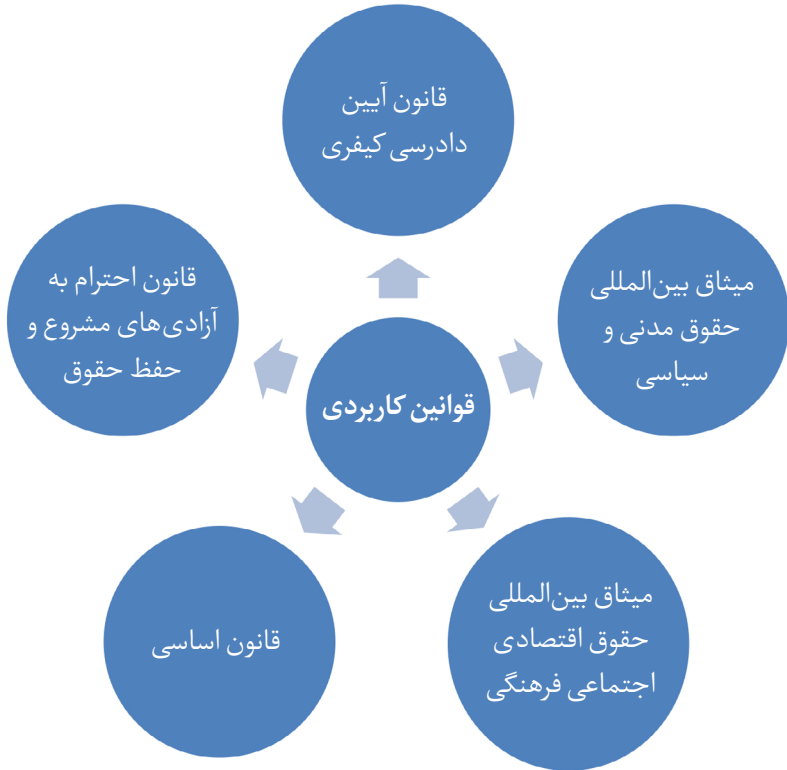 قانون آیین
دادرسی کیفری
میثاق بین‌المللی
حقوق مدنی و
سیاسی
میثاق بین‌المللی
حقوق اقتصادی
اجتماعی فرهنگی
قانون اساسی
قانون احترام به
آزادی‌های مشروع و
حفظ حقوق
قوانین کاربردی